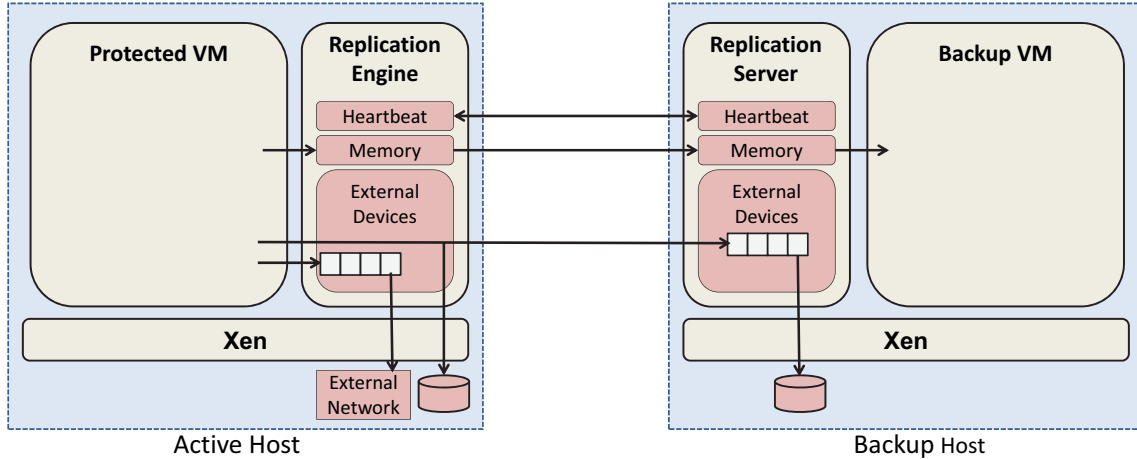 Protected VM
Replication
Engine
Heartbeat
Memory
External
Devices
Xen
External
Network
Active Host
Replication
Server
Backup VM
Heartbeat
Memory
External
Devices
Xen
Backup Host